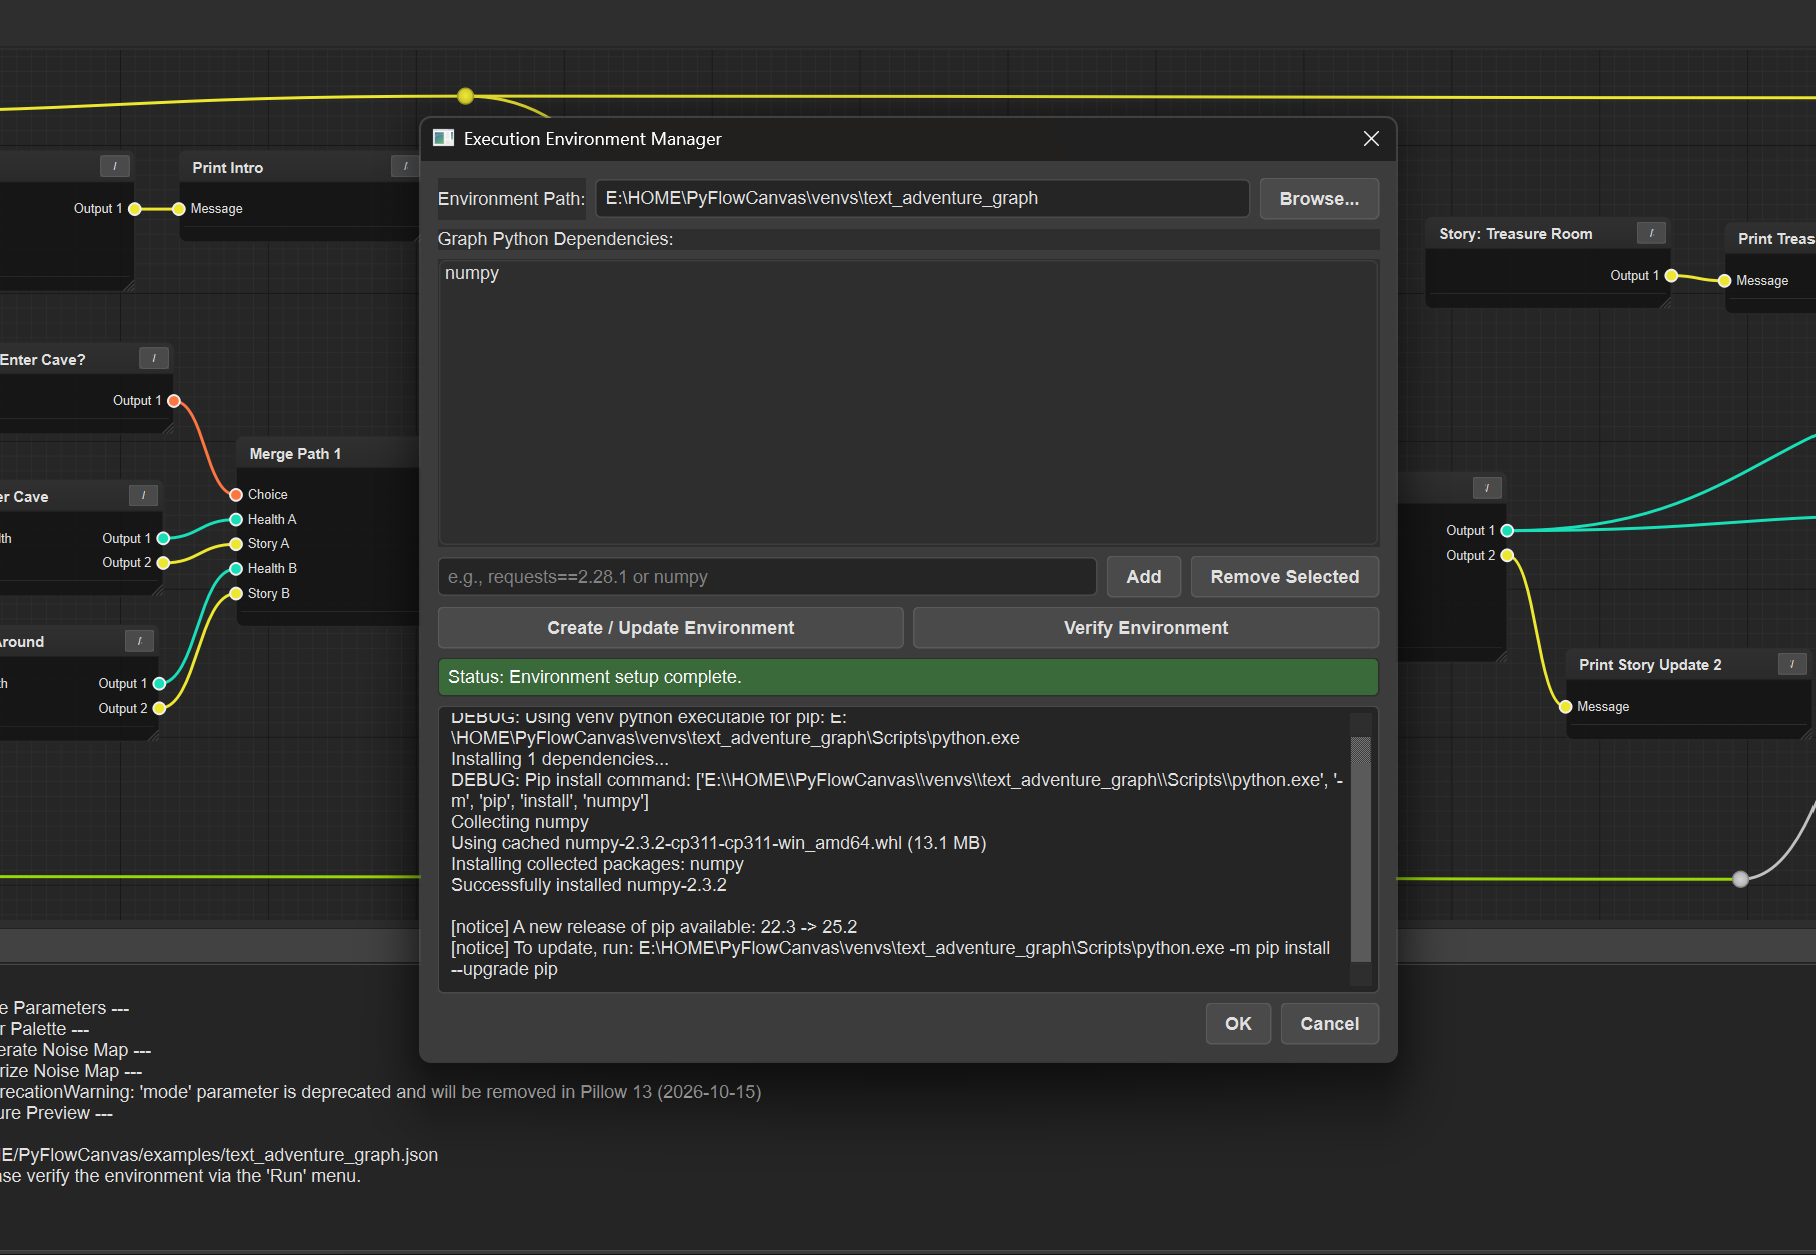 Execution Environment Manager
Environment Path:
E:\HOME\PyFlowCanvas\venvs\text_adventure_graph
Browse...
Graph Python Dependencies:
numpy
e.g., requests==2.28.1 or numpy
Add
Remove Selected
Create / Update Environment
Verify Environment
Status: Environment setup complete.
DEBUG: Using venv python executable for pip: E:
\HOME\PyFlowCanvas\venvs\text_adventure_graph\Scripts\python.exe
Installing 1 dependencies...
DEBUG: Pip install command: ['E:\\HOME\\PyFlowCanvas\\venvs\\text_adventure_graph\\Scripts\\python.exe', '-
m', 'pip', 'install', 'numpy']
Collecting numpy
Using cached numpy-2.3.2-cp311-cp311-win_amd64.whl (13.1 MB)
Installing collected packages: numpy
Successfully installed numpy-2.3.2
[notice] A new release of pip available: 22.3 -> 25.2
[notice] To update, run: E:\HOME\PyFlowCanvas\venvs\text_adventure_graph\Scripts\python.exe -m pip install
--upgrade pip
OK
Cancel
/
Output 1
Print Intro
/
Message
Enter Cave?
/
Output 1
er Cave
/
lth
Output 1
Output 2
Around
/
h
Output 1
Output 2
Merge Path 1
Choice
Health A
Story A
Health B
Story B
Story: Treasure Room
/
Output 1
Print Treas
Message
/
Output 1
Output 2
Print Story Update 2
/
Message
e Parameters ---
r Palette ---
erate Noise Map ---
rize Noise Map ---
recationWarning: 'mode' parameter is deprecated and will be removed in Pillow 13 (2026-10-15)
ure Preview ---
E/PyFlowCanvas/examples/text_adventure_graph.json
ase verify the environment via the 'Run' menu.